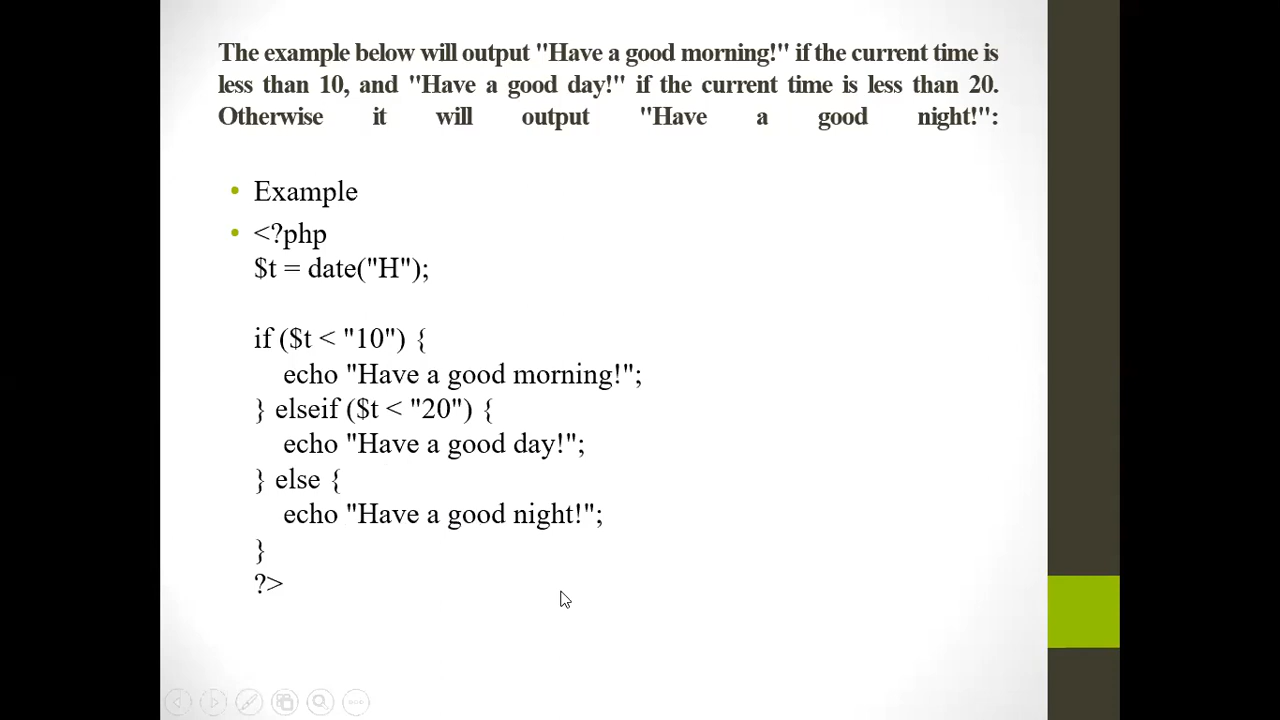 The example below will output "Have a good morning!" if the current time is
less than 10, and "Have a good day!" if the current time is less than 20.
Otherwise it will output "Have a good night!":
• Example
• <?php
$t = date("H");
if ($t < "10") {
    echo "Have a good morning!";
} elseif ($t < "20") {
    echo "Have a good day!";
} else {
    echo "Have a good night!";
}
?>